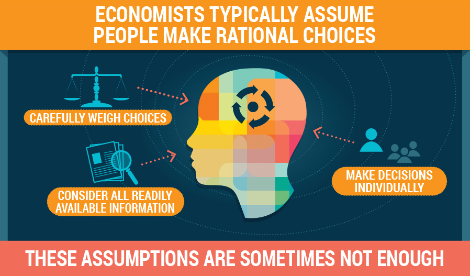 ECONOMISTS TYPICALLY ASSUME
PEOPLE MAKE RATIONAL CHOICES
CAREFULLY WEIGH CHOICES
CONSIDER ALL READILY
AVAILABLE INFORMATION
MAKE DECISIONS
INDIVIDUALLY
THESE ASSUMPTIONS ARE SOMETIMES NOT ENOUGH